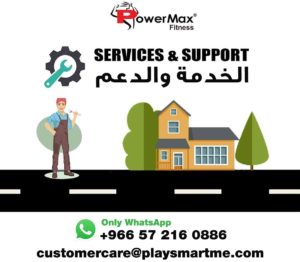 PowerMax®
Fitness
SERVICES & SUPPORT
الخدمة والدعم
Only WhatsApp
+966 57 216 0886
customercare@playsmartme.com